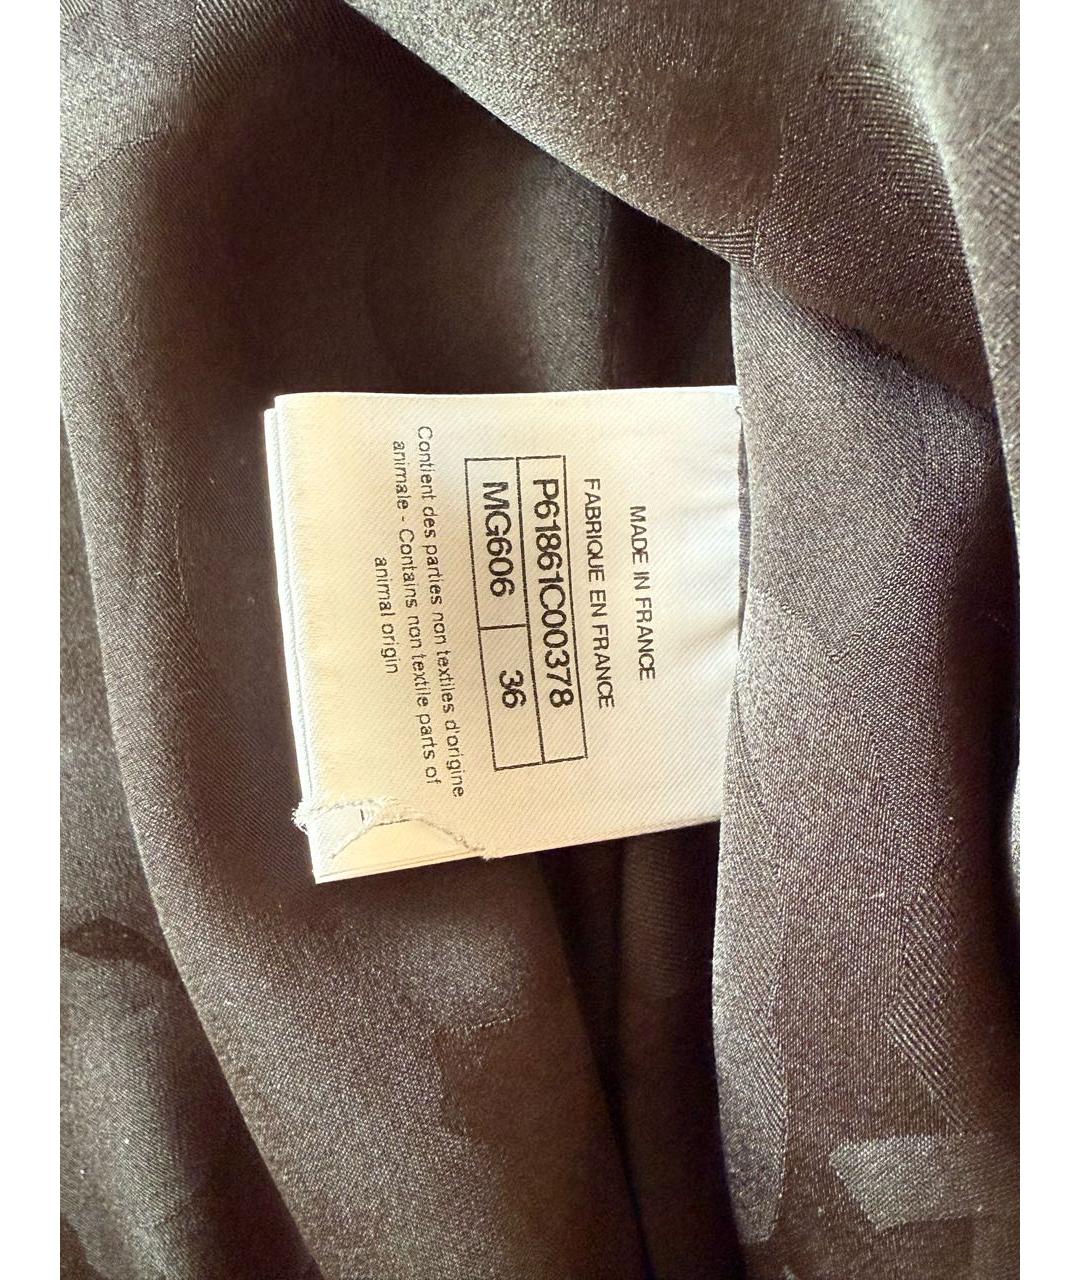 MADE IN FRANCE
FABRIQUE EN FRANCE
P61861C00378
MG606 36
Contient des parties non textiles d'origine
animale - Contains non textile parts of
animal origin